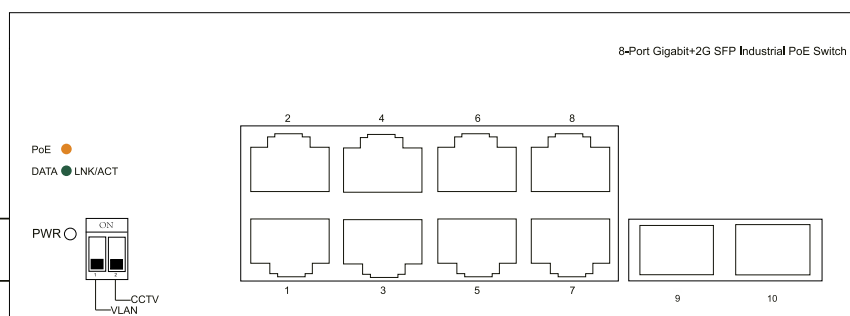 8-Port Gigabit+2G SFP Industrial PoE Switch
2 4 6 8
PoE
DATA LNK/ACT
PWR
ON
1 2
CCTV
VLAN
1 3 5 7
9 10